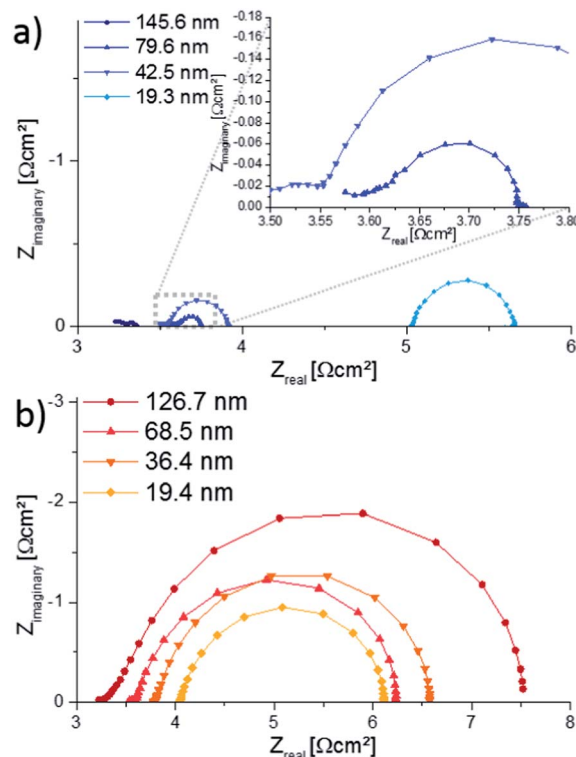 a)
145.6 nm
79.6 nm
42.5 nm
19.3 nm
-0.18
-0.16
-0.14
-0.12
-0.10
-0.08
-0.06
-0.04
-0.02
0.00
Zimaginary [Ωcm²]
3.50 3.55 3.60 3.65 3.70 3.75 3.80
Zreal [Ωcm²]
-1
0
Zimaginary [Ωcm²]
3 4 5 6
Zreal [Ωcm²]
b)
126.7 nm
68.5 nm
36.4 nm
19.4 nm
-3
-2
-1
0
Zimaginary [Ωcm²]
3 4 5 6 7 8
Zreal [Ωcm²]